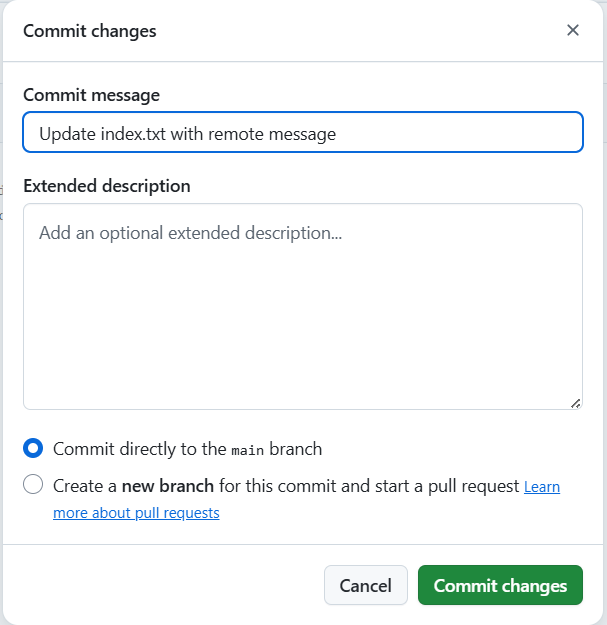 Commit changes
Commit message
Update index.txt with remote message
Extended description
Add an optional extended description...
Commit directly to the main branch
Create a new branch for this commit and start a pull request Learn
more about pull requests
Cancel
Commit changes